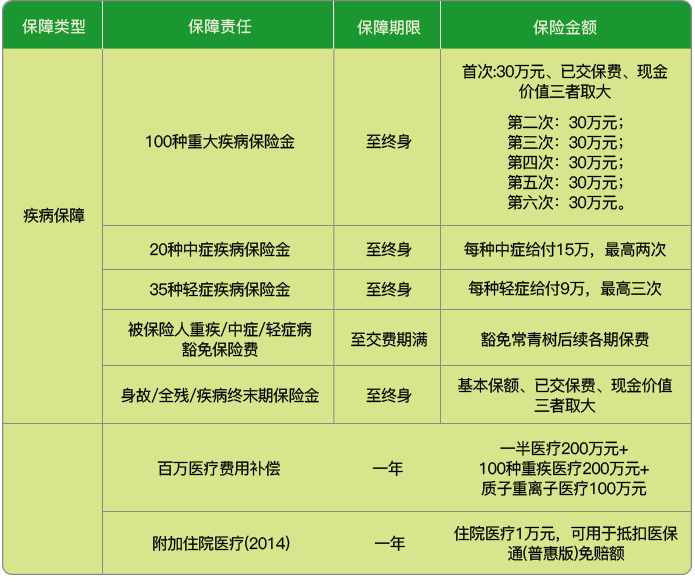 保障类型 保障责任 保障期限 保险金额
疾病保障
100种重大疾病保险金
至终身
首次:30万元、已交保费、现金
价值三者取大
第二次：30万元；
第三次：30万元；
第四次：30万元；
第五次：30万元；
第六次：30万元。
20种中症疾病保险金
至终身
每种中症给付15万，最高两次
35种轻症疾病保险金
至终身
每种轻症给付9万，最高三次
被保险人重疾/中症/轻症病
豁免保险费
至交费期满
豁免常青树后续各期保费
身故/全残/疾病终末期保险金
至终身
基本保额、已交保费、现金价值
三者取大
百万医疗费用补偿
一年
一半医疗200万元+
100种重疾医疗200万元+
质子重离子医疗100万元
附加住院医疗(2014)
一年
住院医疗1万元，可用于抵扣医保
通(普惠版)免赔额